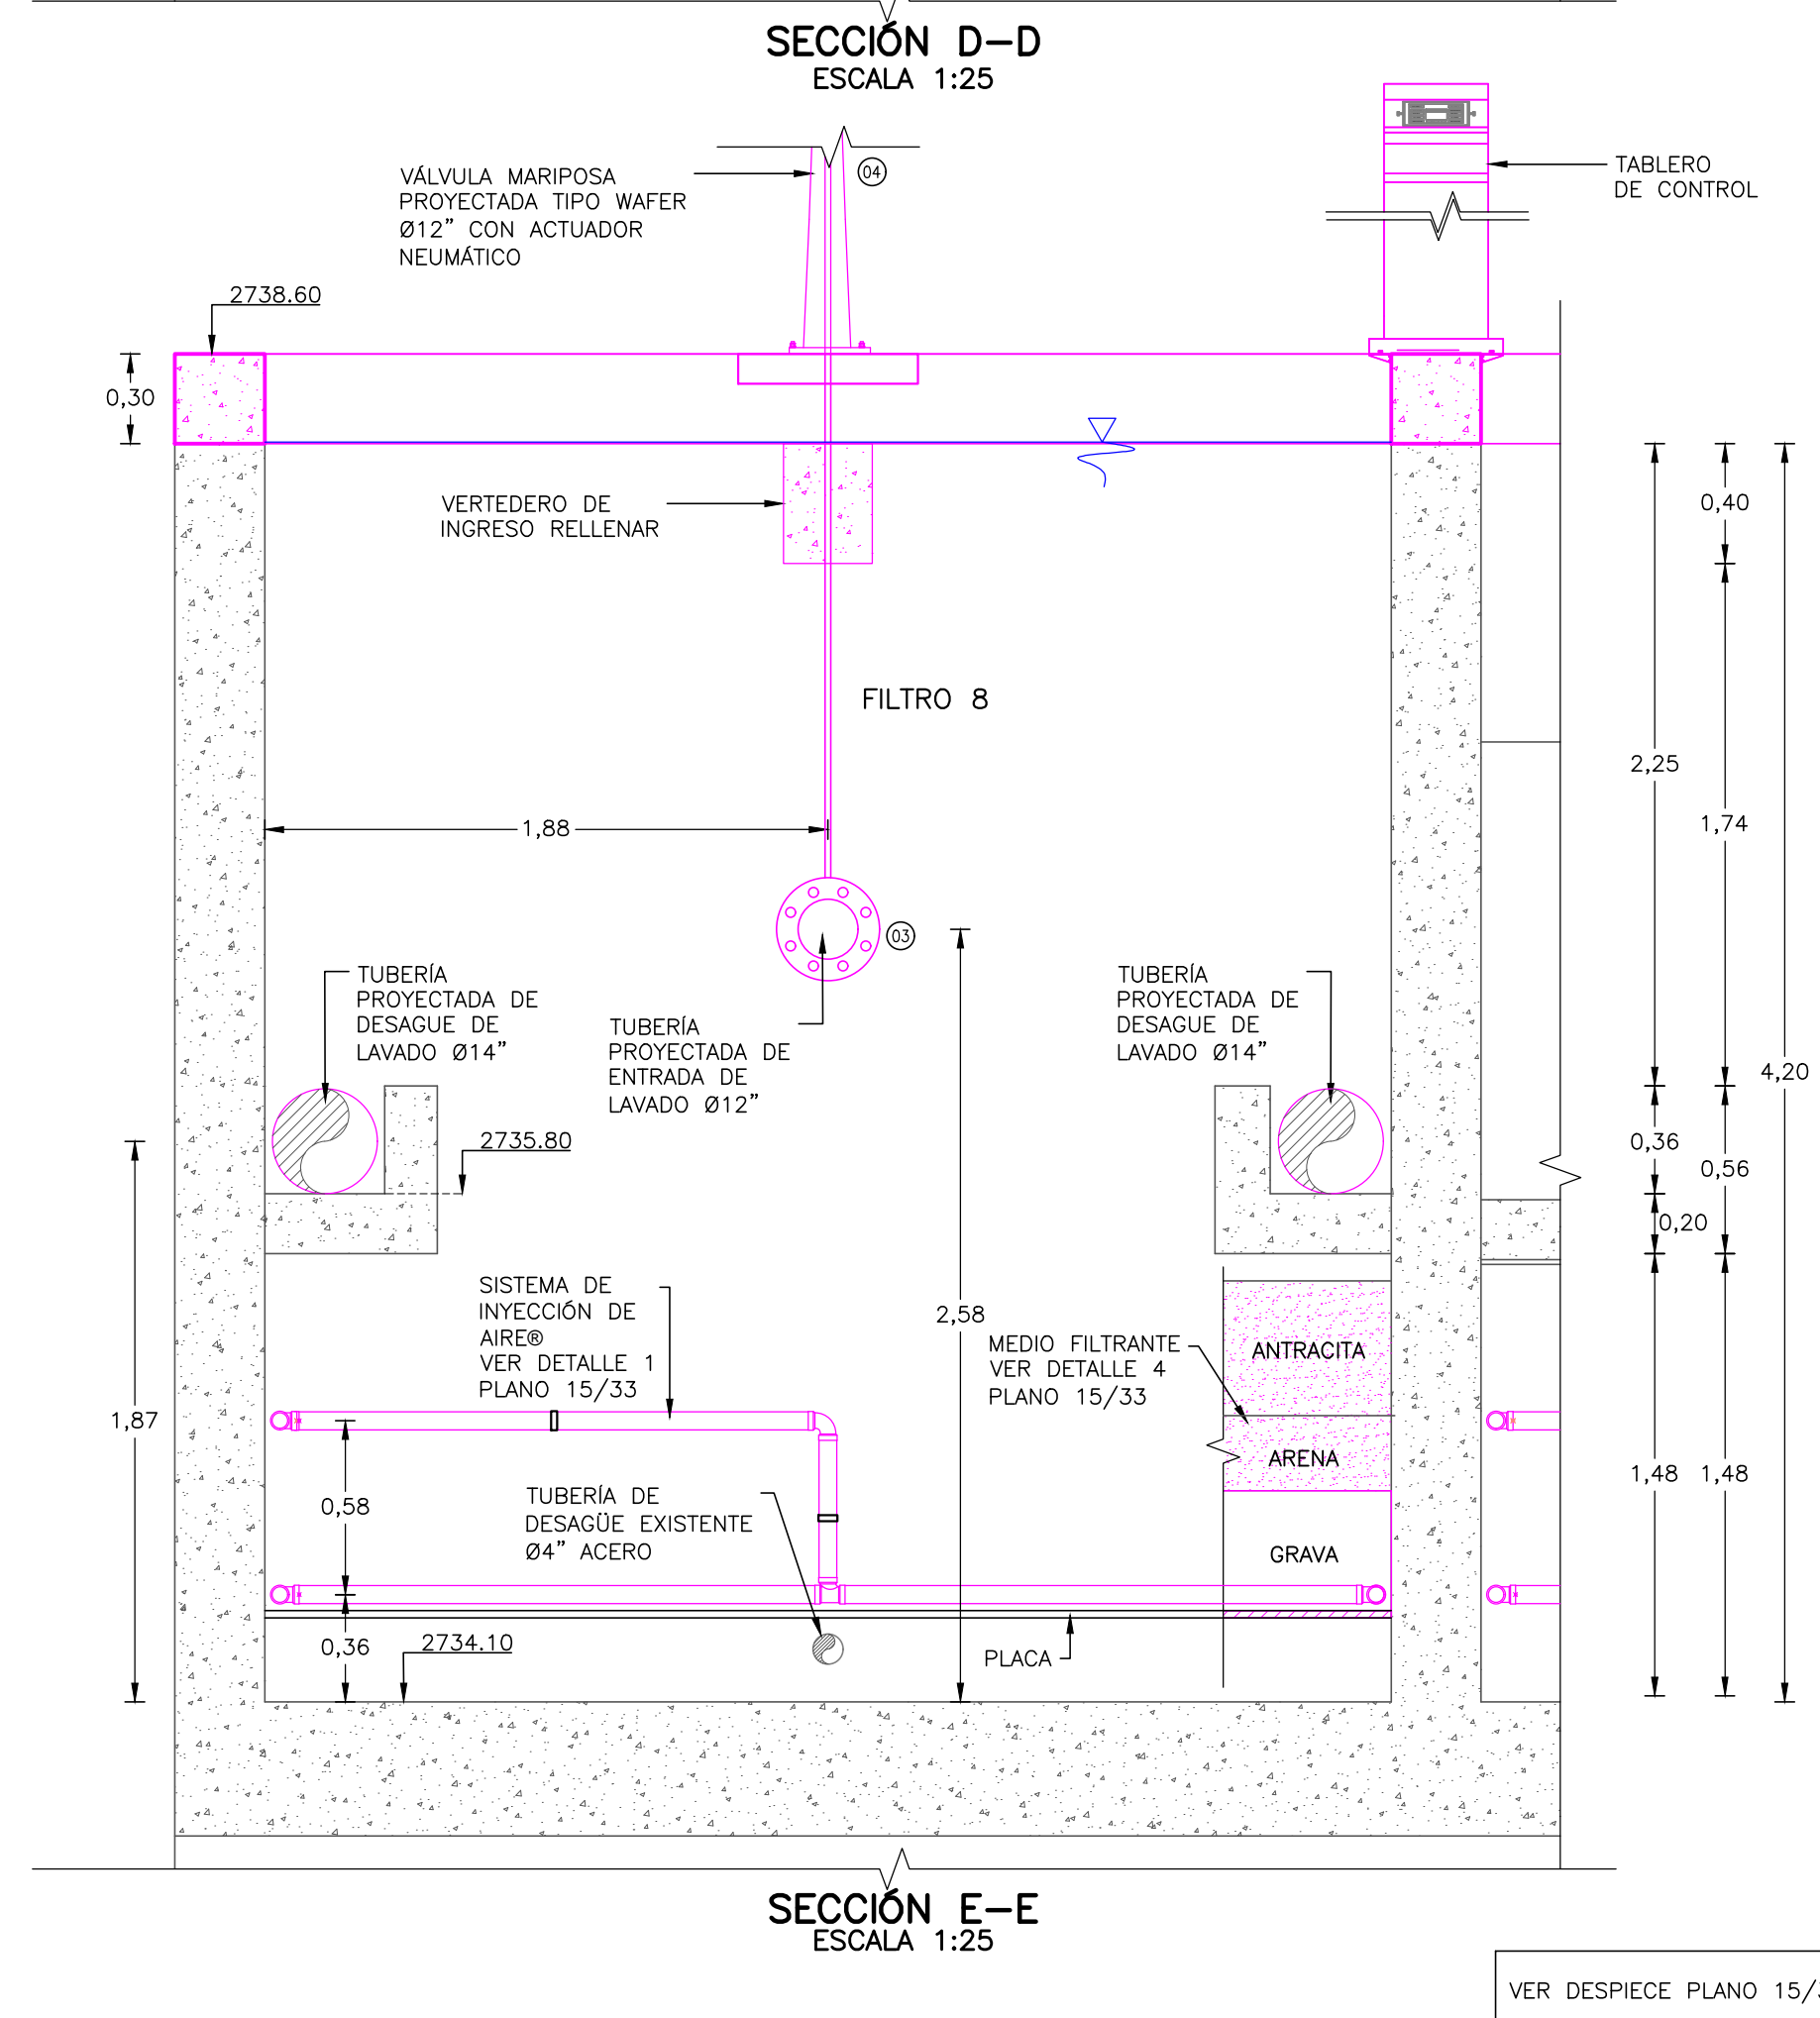 SECCIÓN D-D
ESCALA 1:25
VÁLVULA MARIPOSA
PROYECTADA TIPO WAFER
Ø12" CON ACTUADOR
NEUMÁTICO
04
TABLERO
DE CONTROL
2738.60
0,30
VERTEDERO DE
INGRESO RELLENAR
0,40
FILTRO 8
2,25
1,74
1,88
03
TUBERÍA
PROYECTADA DE
DESAGUE DE
LAVADO Ø14"
TUBERÍA
PROYECTADA DE
ENTRADA DE
LAVADO Ø12"
TUBERÍA
PROYECTADA DE
DESAGUE DE
LAVADO Ø14"
4,20
2735.80
0,36
0,56
0,20
SISTEMA DE
INYECCIÓN DE
AIRE®
VER DETALLE 1
PLANO 15/33
2,58
MEDIO FILTRANTE
VER DETALLE 4
PLANO 15/33
ANTRACITA
ARENA
GRAVA
1,87
0,58
1,48
1,48
TUBERÍA DE
DESAGÜE EXISTENTE
Ø4" ACERO
0,36
2734.10
PLACA
SECCIÓN E-E
ESCALA 1:25
VER DESPIECE PLANO 15/